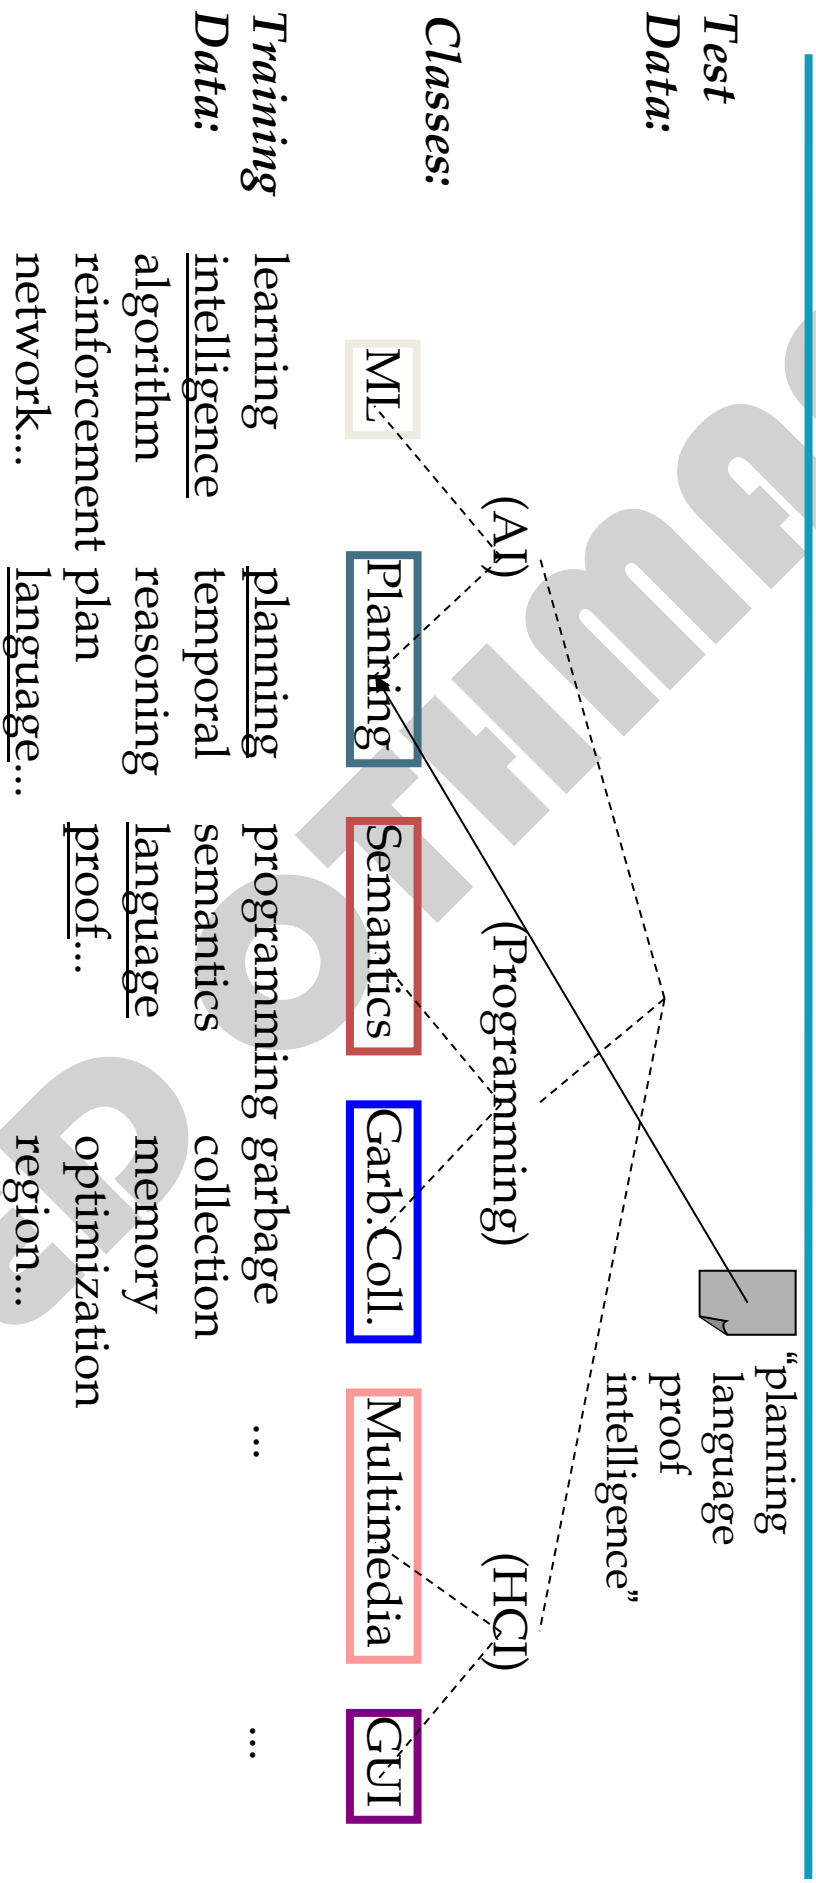 Test
Data:
"planning
language
proof
intelligence"
(AI)
(Programming)
(HCI)
Classes:
ML
Planning
Semantics
Garb.Coll.
Multimedia
GUI
Training
Data:
learning
intelligence
algorithm
reinforcement
network...
planning
temporal
reasoning
plan
language...
programming
semantics
language
proof...
garbage
collection
memory
optimization
region...
...
...